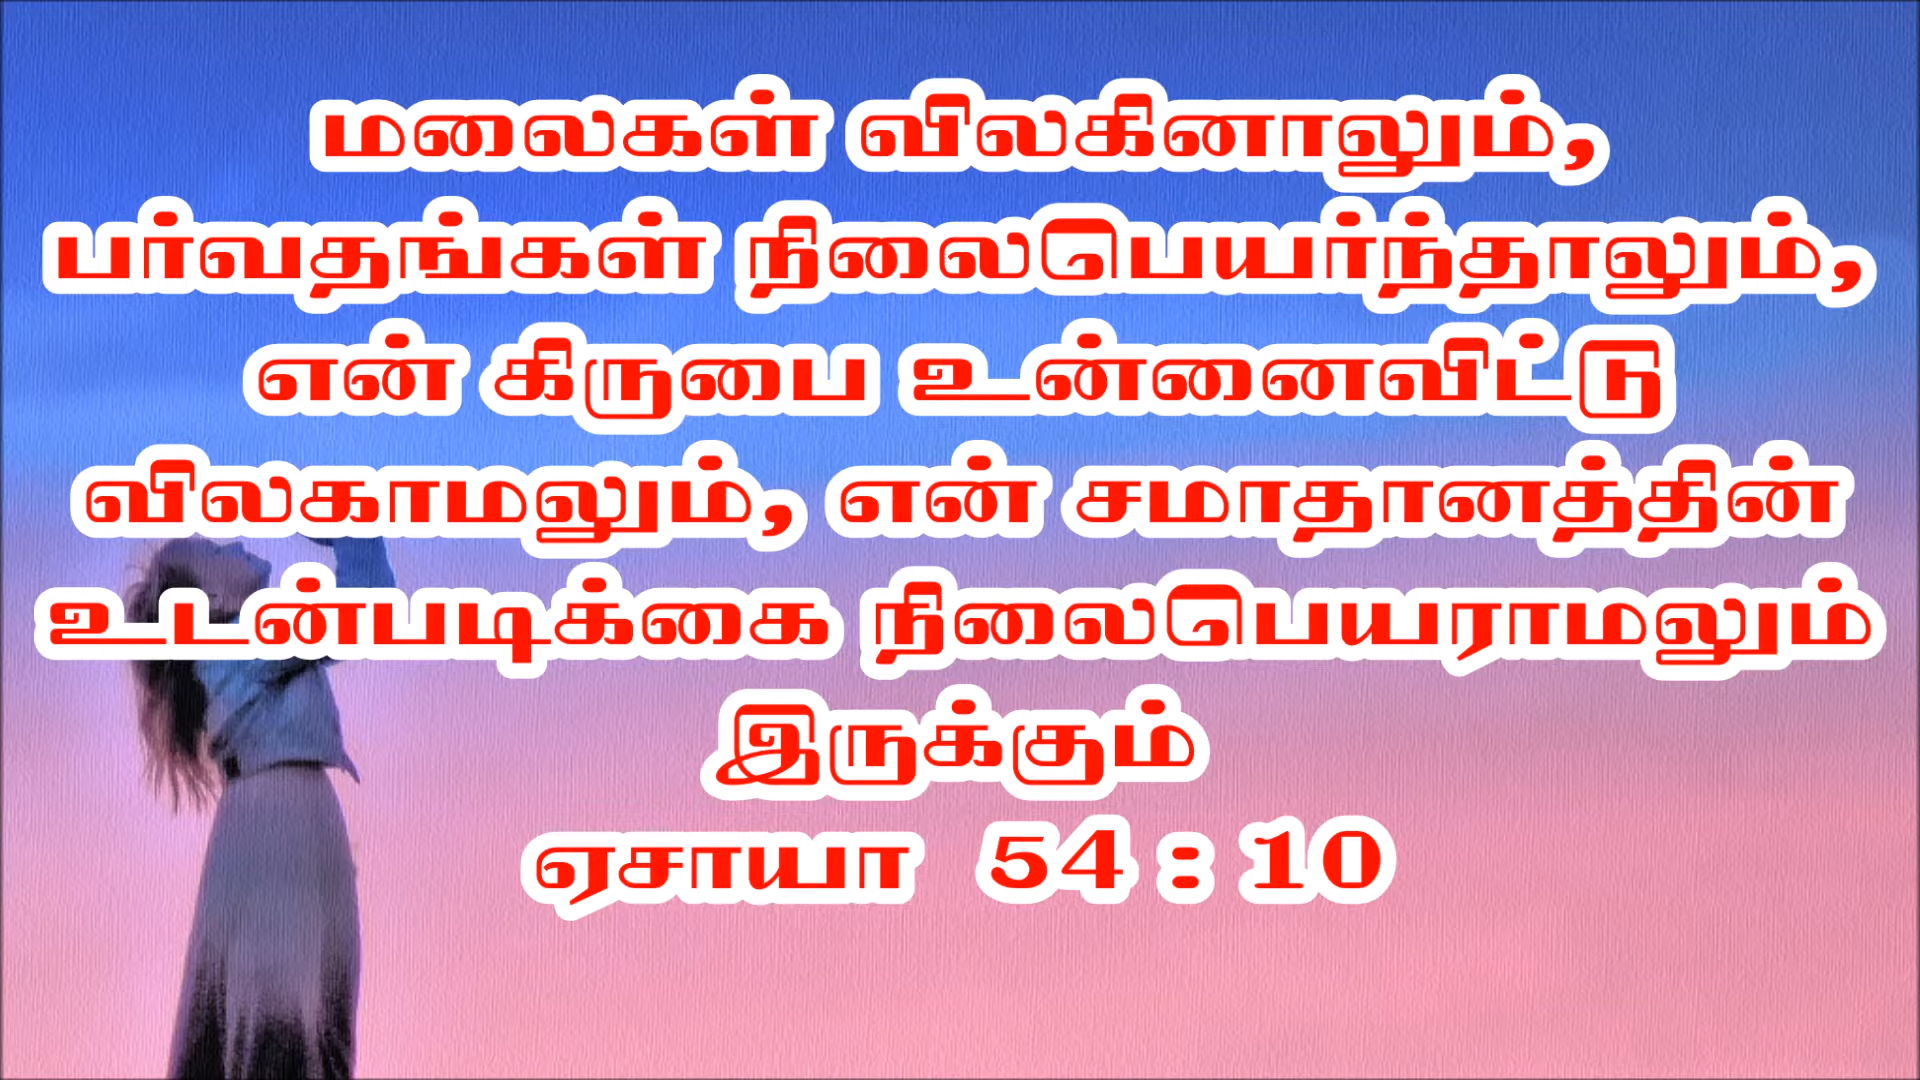 மலைகள் விலகினாலும்,
பர்வதங்கள் நிலைபெயர்ந்தாலும்,
என் கிருபை உன்னைவிட்டு
விலகாமலும், என் சமாதானத்தின்
உடன்படிக்கை நிலைபெயராமலும்
இருக்கும்
ஏசாயா 54 : 10